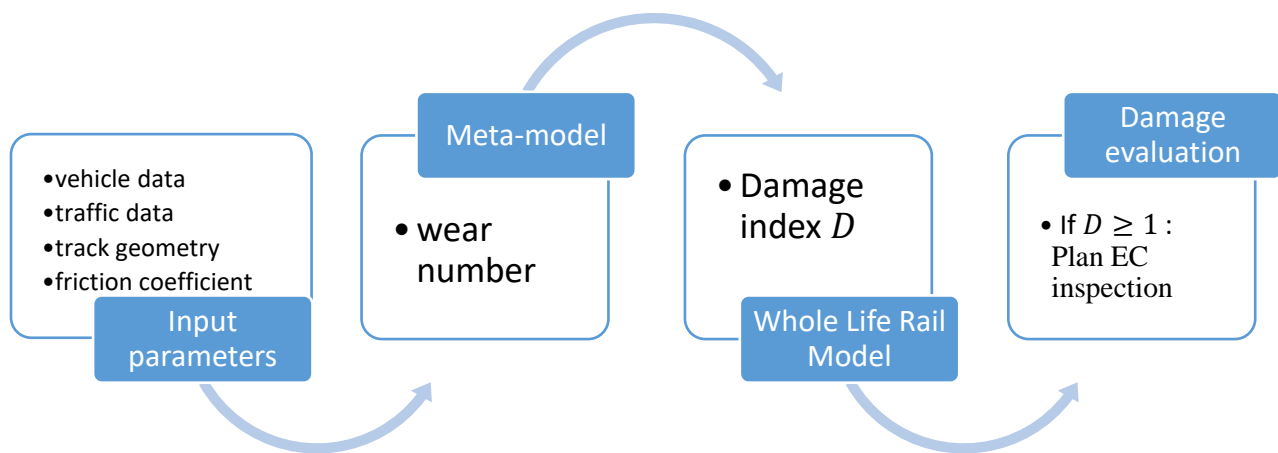 •vehicle data
•traffic data
•track geometry
•friction coefficient
Input
parameters
Meta-model
•wear
number
•Damage
index D
Whole Life Rail
Model
Damage
evaluation
•If D ≥ 1 :
Plan EC
inspection